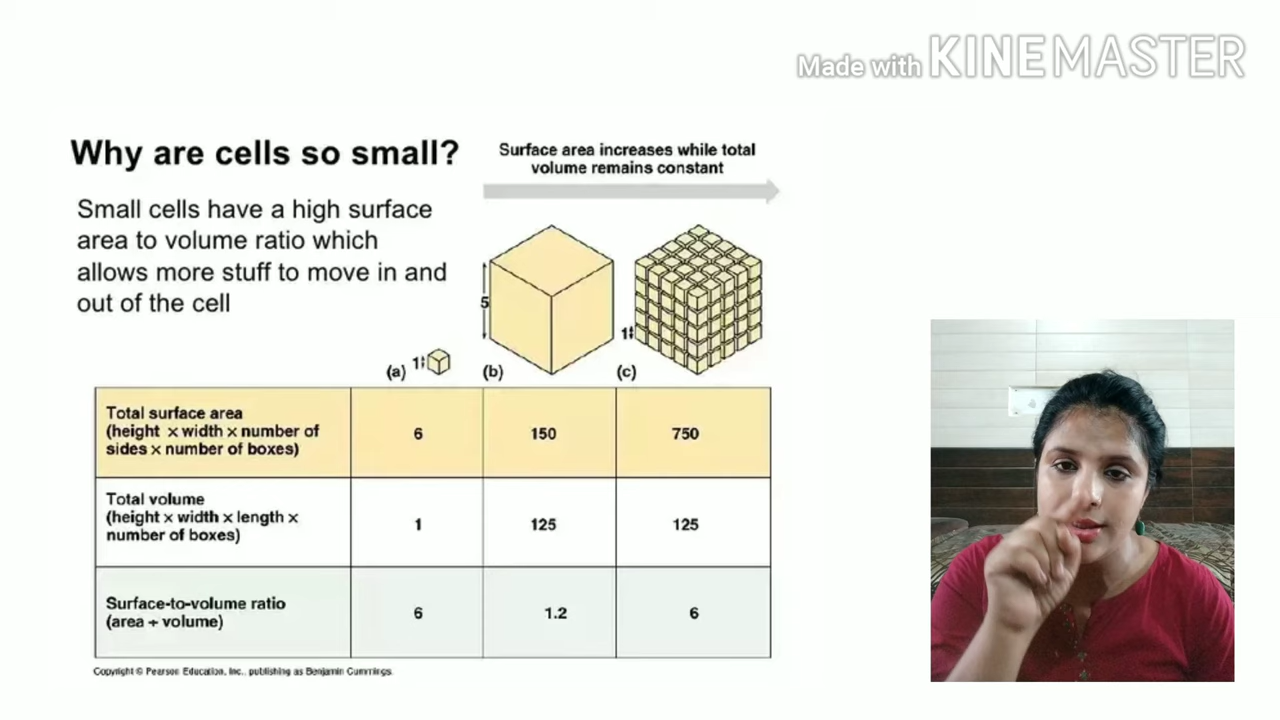 Made with KINEMASTER
Why are cells so small?
Small cells have a high surface
area to volume ratio which
allows more stuff to move in and
out of the cell
Surface area increases while total
volume remains constant
5
1
1
(a)
(b)
(c)
Total surface area
(height × width × number of
sides × number of boxes)
6
150
750
Total volume
(height × width × length ×
number of boxes)
1
125
125
Surface-to-volume ratio
(area ÷ volume)
6
1.2
6
Copyright © Pearson Education, Inc., publishing as Benjamin Cummings.